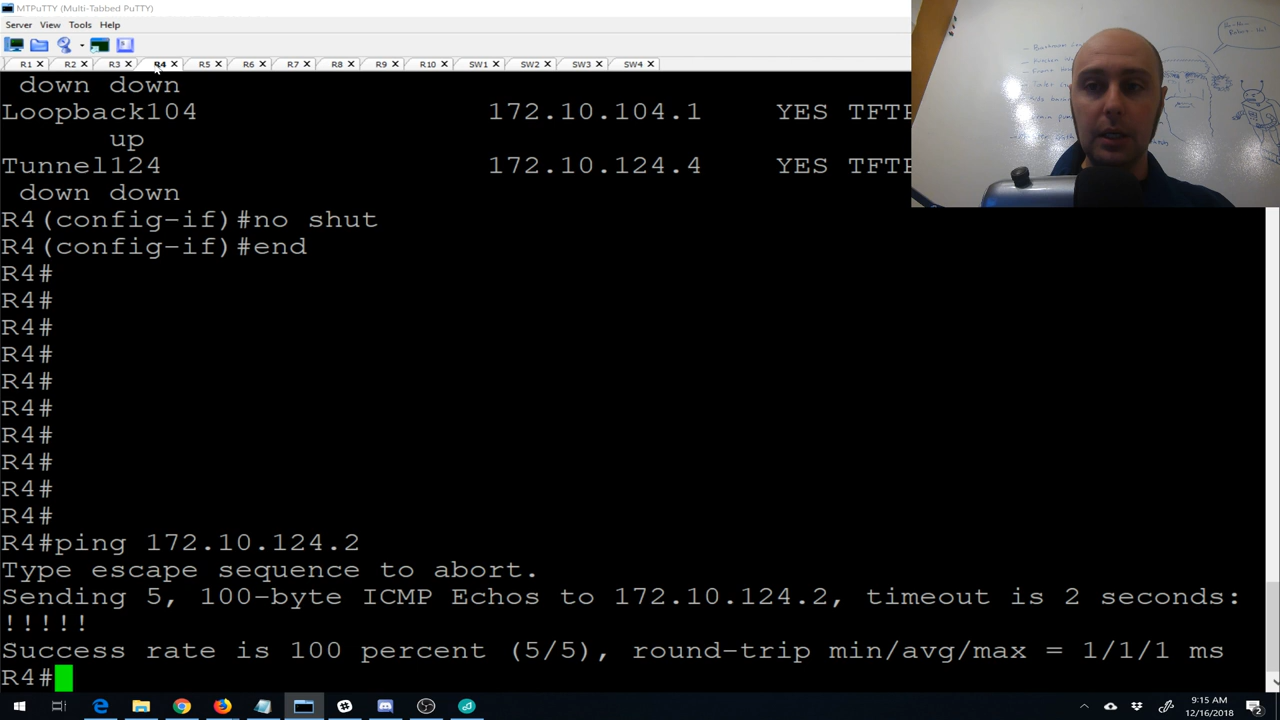 MTPuTTY (Multi-Tabbed PuTTY)
Server View Tools Help
R1 R2 R3 R4 R5 R6 R7 R8 R9 R10 SW1 SW2 SW3 SW4
down down
Loopback104 172.10.104.1 YES TFTP
up
Tunnel124 172.10.124.4 YES TFTP
down down
R4(config-if)#no shut
R4(config-if)#end
R4#
R4#
R4#
R4#
R4#
R4#
R4#
R4#
R4#
R4#
R4#ping 172.10.124.2
Type escape sequence to abort.
Sending 5, 100-byte ICMP Echos to 172.10.124.2, timeout is 2 seconds:
!!!!!
Success rate is 100 percent (5/5), round-trip min/avg/max = 1/1/1 ms
R4#
9:15 AM
12/16/2018
2